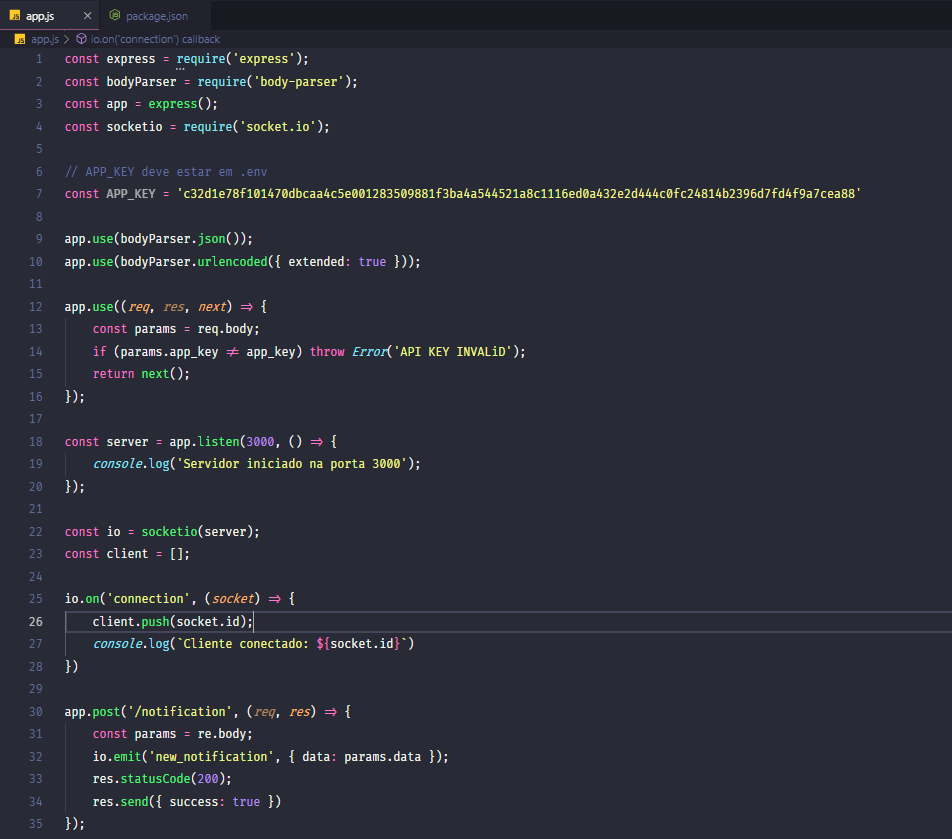 app.js
package.json
app.js > io.on('connection') callback
1 const express = require('express');
2 const bodyParser = require('body-parser');
3 const app = express();
4 const socketio = require('socket.io');
5
6 // APP_KEY deve estar em .env
7 const APP_KEY = 'c32d1e78f101470dbcaa4c5e001283509881f3ba4a544521a8c1116ed0a432e2d444c0fc24814b2396d7fd4f9a7cea88'
8
9 app.use(bodyParser.json());
10 app.use(bodyParser.urlencoded({ extended: true }));
11
12 app.use((req, res, next) => {
13 const params = req.body;
14 if (params.app_key != app_key) throw Error('API KEY INVALiD');
15 return next();
16 });
17
18 const server = app.listen(3000, () => {
19 console.log('Servidor iniciado na porta 3000');
20 });
21
22 const io = socketio(server);
23 const client = [];
24
25 io.on('connection', (socket) => {
26 client.push(socket.id);
27 console.log(`Cliente conectado: ${socket.id}`)
28 })
29
30 app.post('/notification', (req, res) => {
31 const params = re.body;
32 io.emit('new_notification', { data: params.data });
33 res.statusCode(200);
34 res.send({ success: true })
35 });